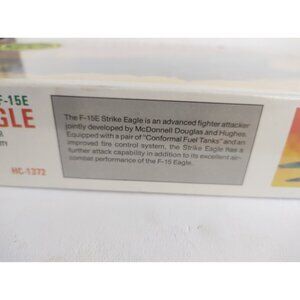 F-15E
GLE
HC-1372
The F-15E Strike Eagle is an advanced fighter attacker
jointly developed by McDonnell Douglas and Hughes.
Equipped with a pair of "Conformal Fuel Tanks" and an
improved fire control system, the Strike Eagle has a
further attack capability in addition to its excellent air-
combat performance of the F-15 Eagle.